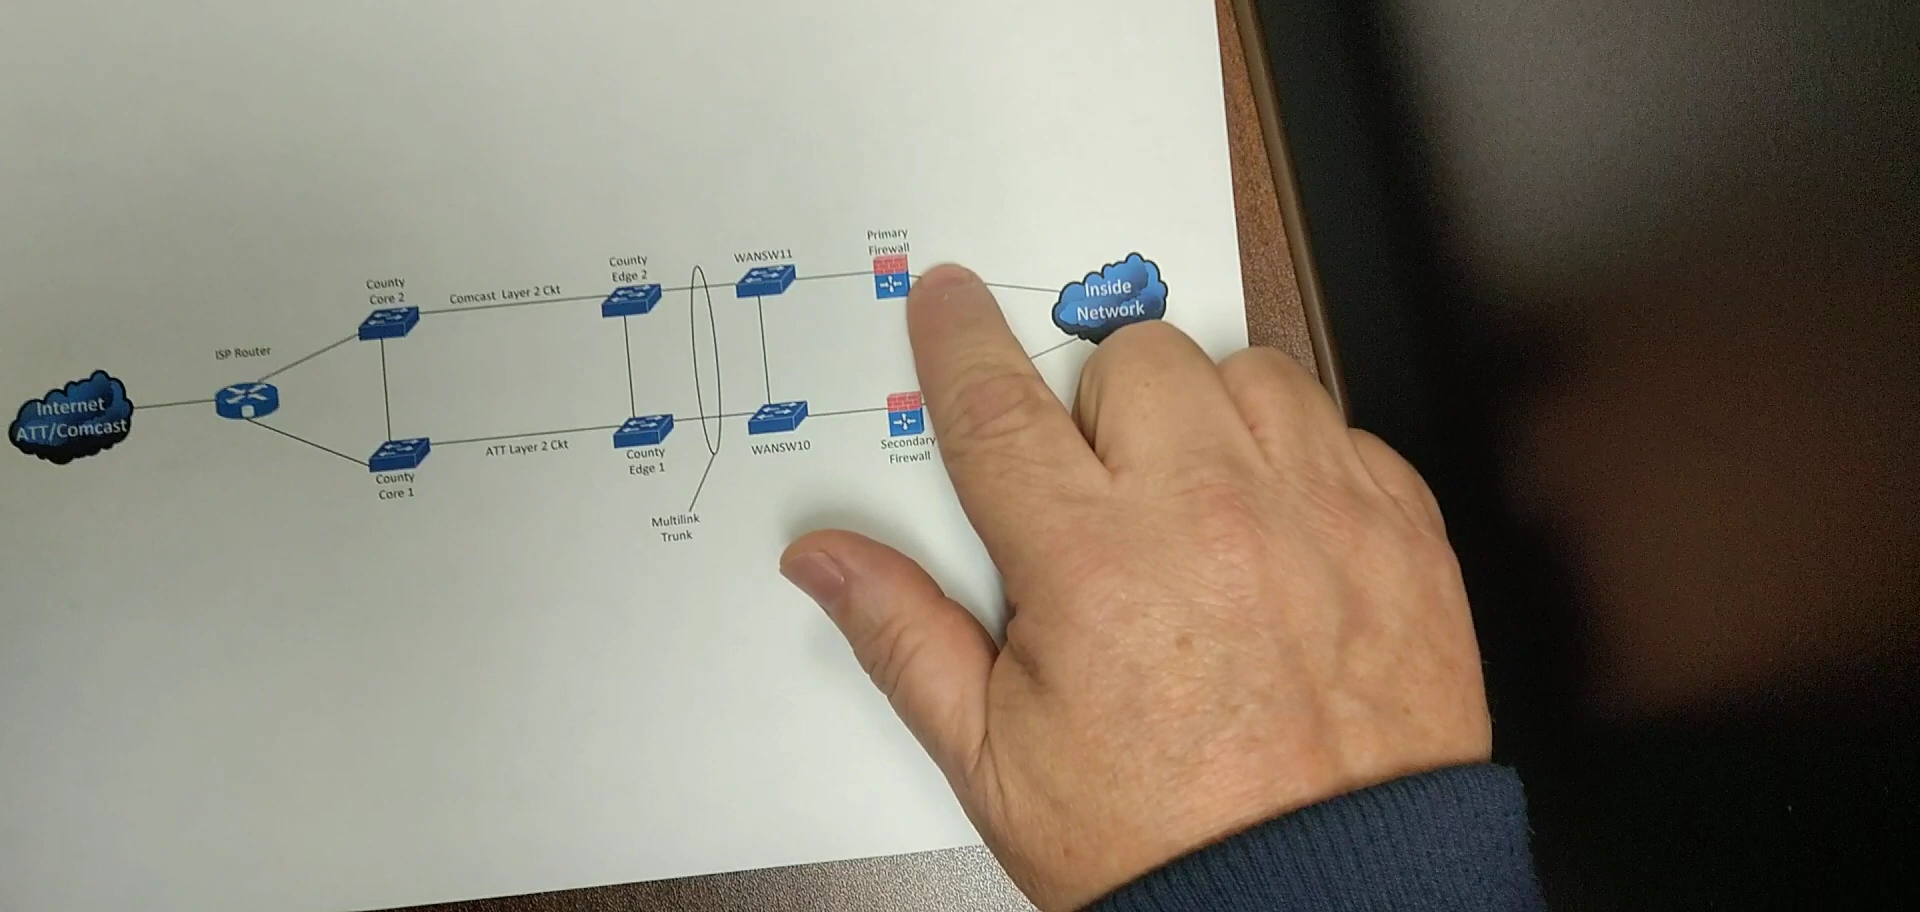 Internet
ATT/Comcast
ISP Router
County
Core 2
County
Core 1
Comcast Layer 2 Ckt
ATT Layer 2 Ckt
County
Edge 2
County
Edge 1
Multilink
Trunk
WANSW11
WANSW10
Primary
Firewall
Secondary
Firewall
Inside
Network